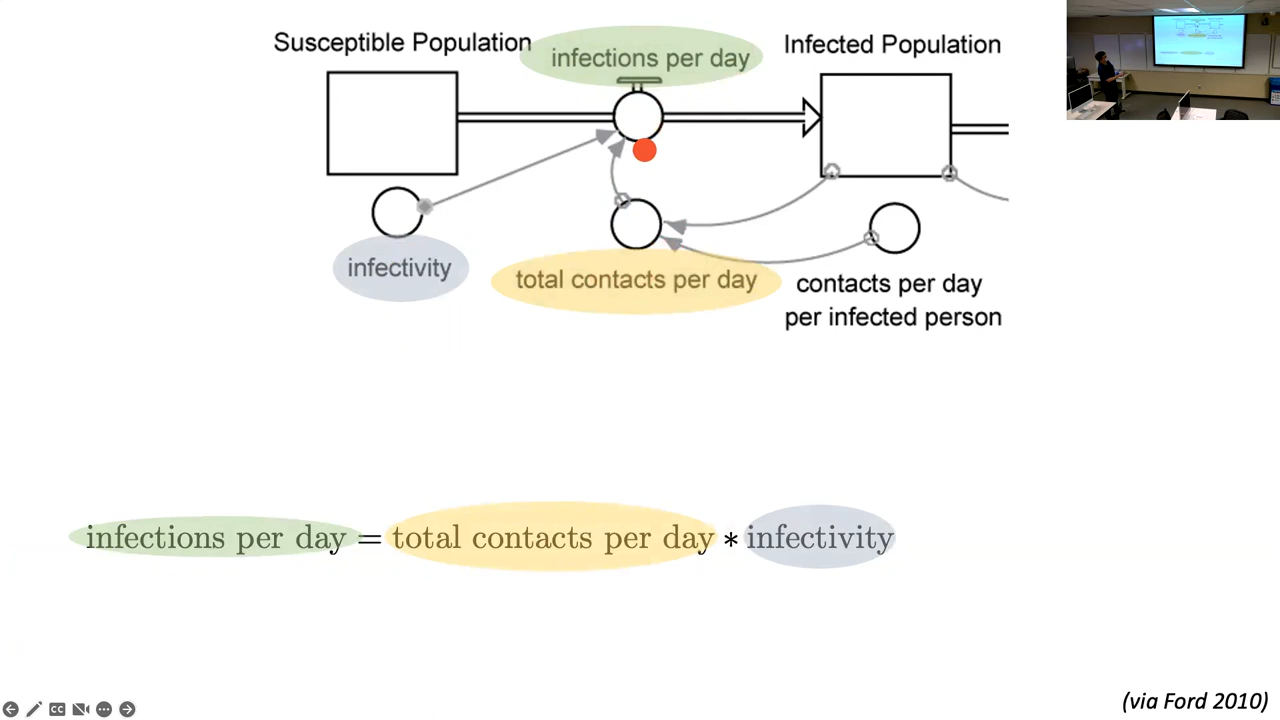 Susceptible Population
infections per day
Infected Population
infectivity
total contacts per day
contacts per day
per infected person
infections per day = total contacts per day * infectivity
(via Ford 2010)
CC